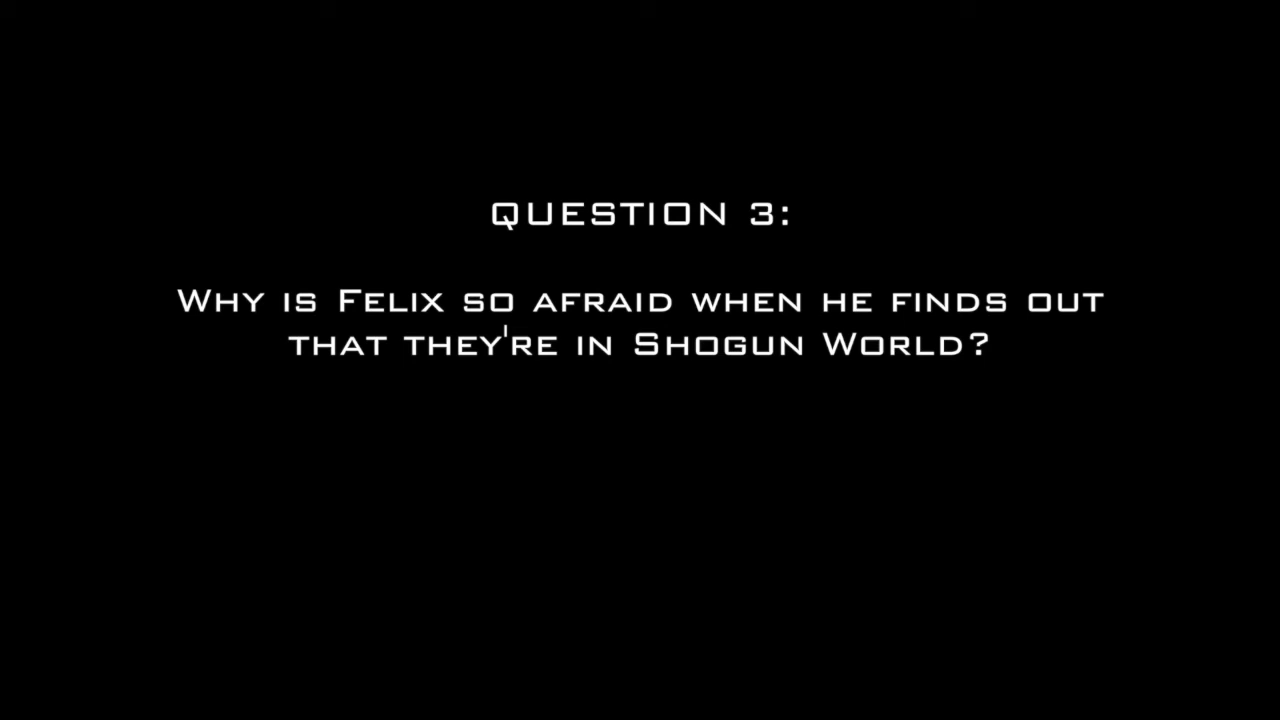 QUESTION 3:
Why is Felix so afraid when he finds out
that they're in Shogun World?